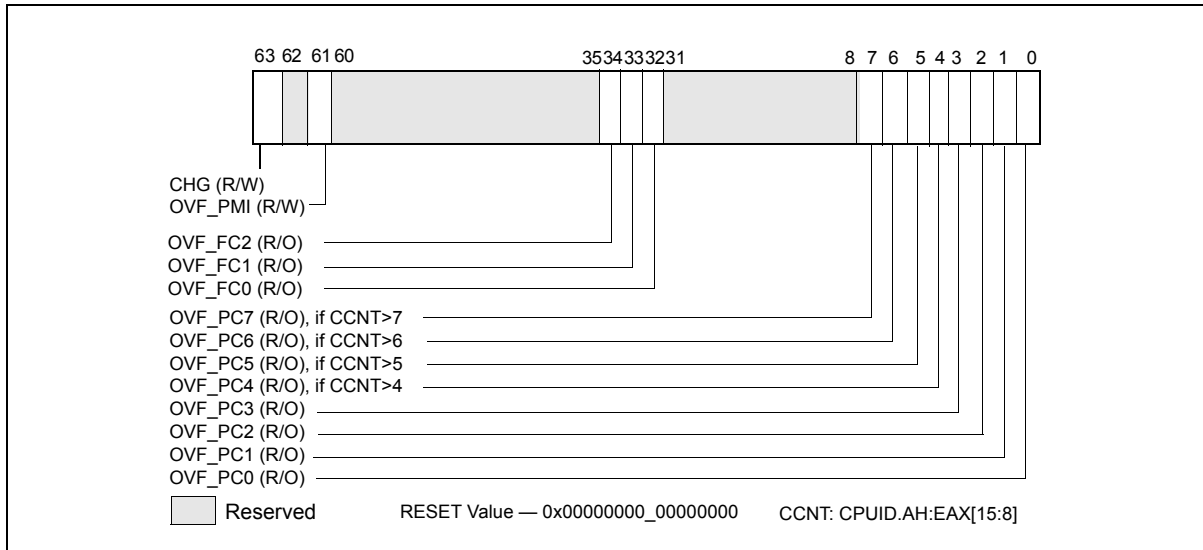 63 62 61 60 35 34 33 32 31 8 7 6 5 4 3 2 1 0
CHG (R/W)
OVF_PMI (R/W)
OVF_FC2 (R/O)
OVF_FC1 (R/O)
OVF_FC0 (R/O)
OVF_PC7 (R/O), if CCNT>7
OVF_PC6 (R/O), if CCNT>6
OVF_PC5 (R/O), if CCNT>5
OVF_PC4 (R/O), if CCNT>4
OVF_PC3 (R/O)
OVF_PC2 (R/O)
OVF_PC1 (R/O)
OVF_PC0 (R/O)
Reserved RESET Value — 0x00000000_00000000 CCNT: CPUID.AH:EAX[15:8]